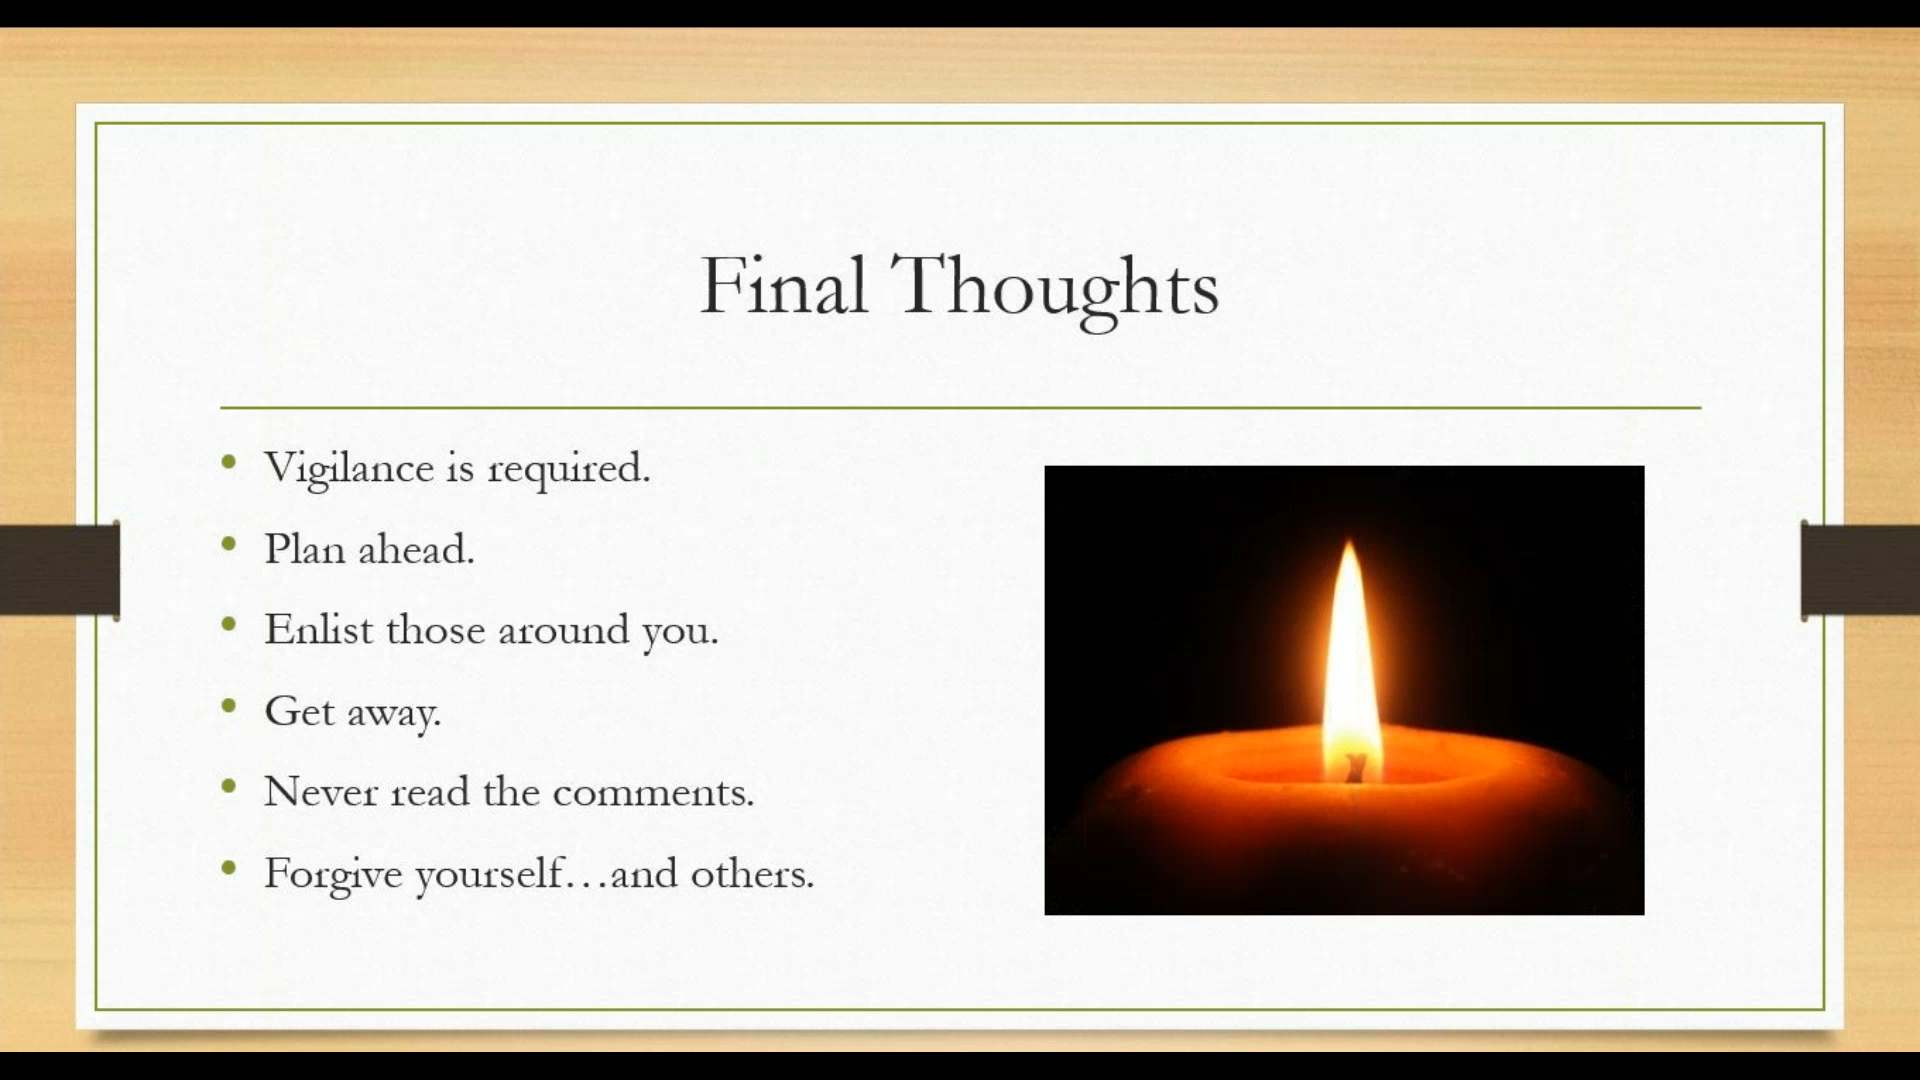 Final Thoughts
Vigilance is required.
Plan ahead.
Enlist those around you.
Get away.
Never read the comments.
Forgive yourself…and others.